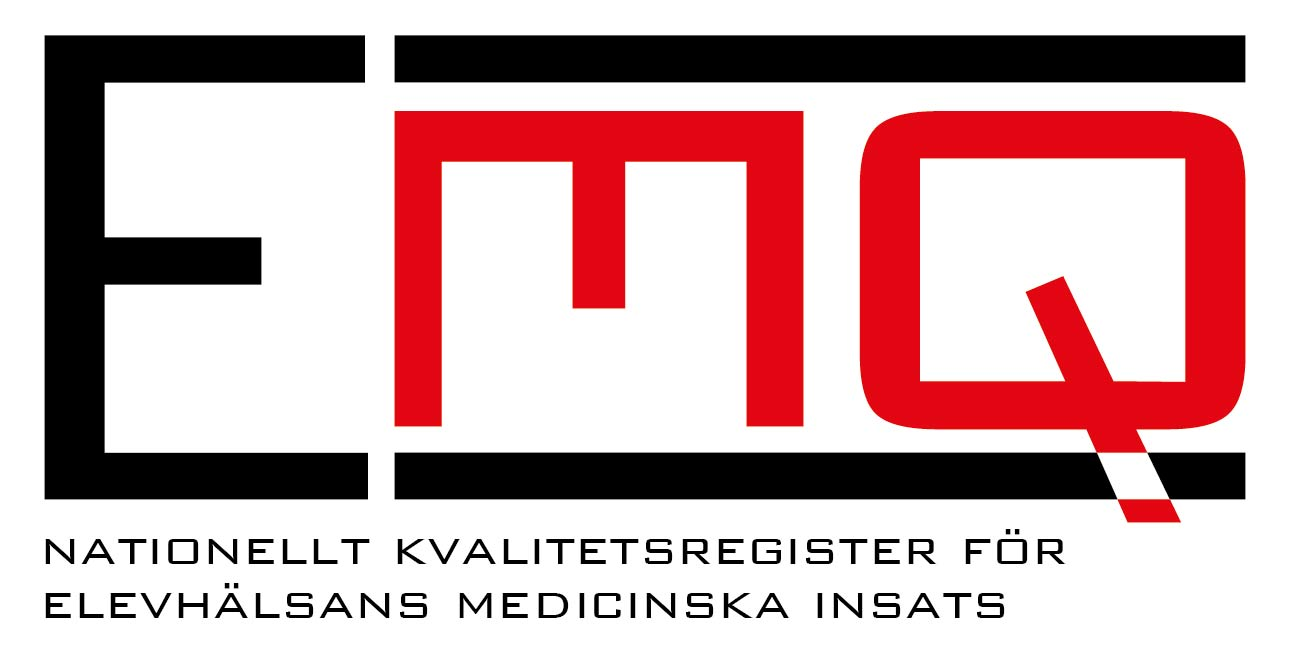 EMQ
NATIONELLT KVALITETSREGISTER FÖR
ELEVHÄLSANS MEDICINSKA INSATS